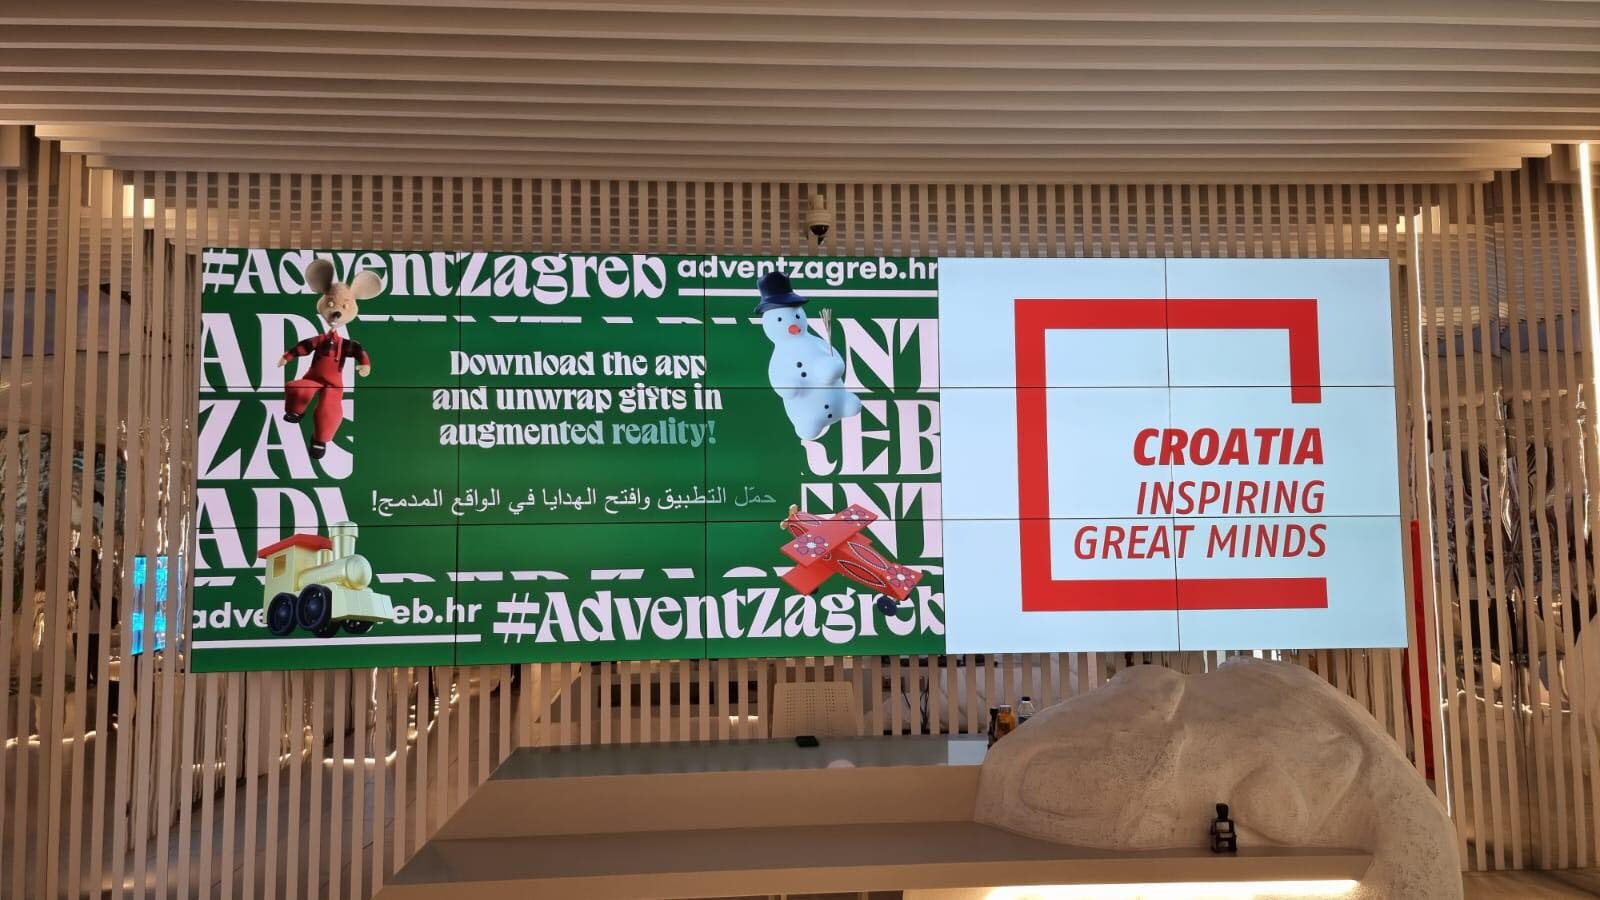 #AdventZagreb adventzagreb.hr
Download the app
and unwrap gifts in
augmented reality!
حمّل التطبيق وافتح الهدايا في الواقع المدمج!
#AdventZagreb
CROATIA
INSPIRING
GREAT MINDS